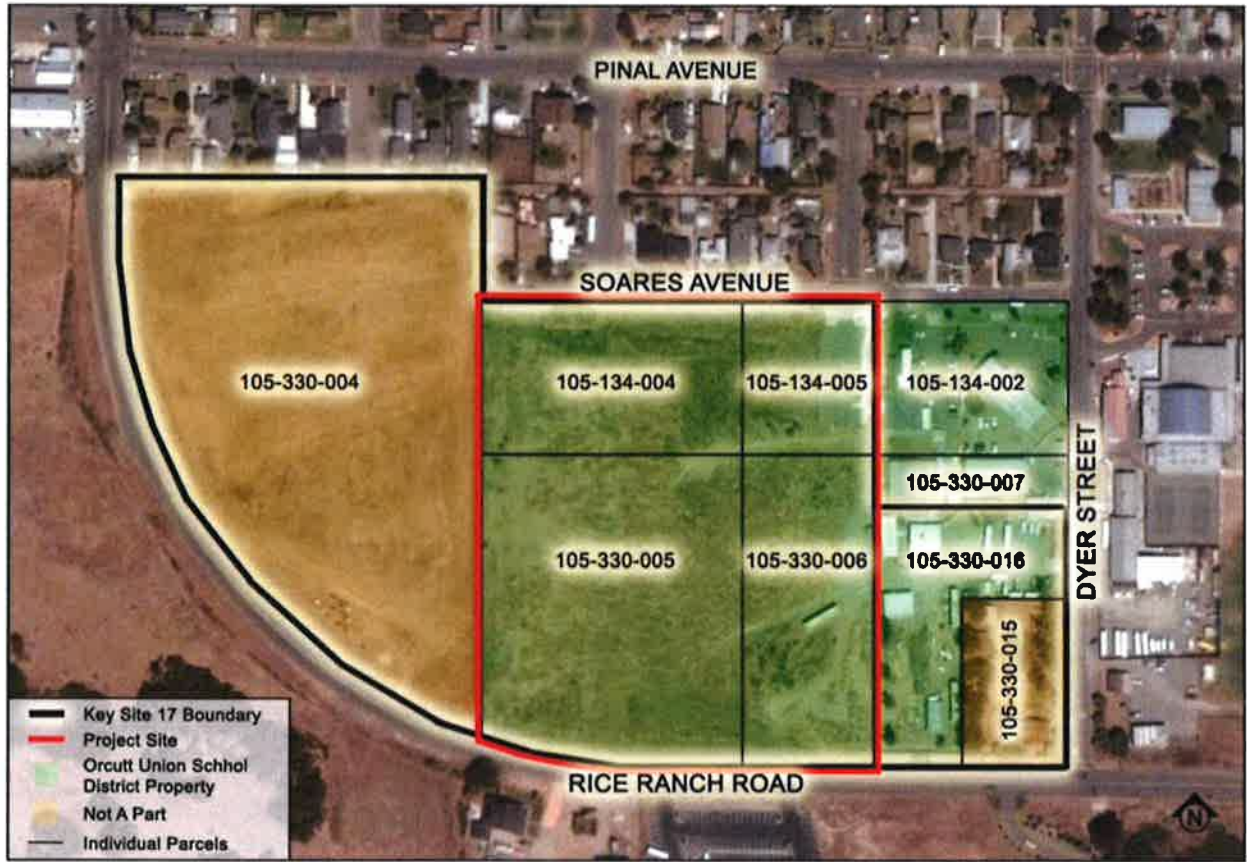 PINAL AVENUE
SOARES AVENUE
105-330-004
105-134-004
105-134-005
105-134-002
105-330-007
DYER STREET
105-330-005
105-330-006
105-330-016
105-330-015
RICE RANCH ROAD
Key Site 17 Boundary
Project Site
Orcutt Union Schhol
District Property
Not A Part
Individual Parcels
N